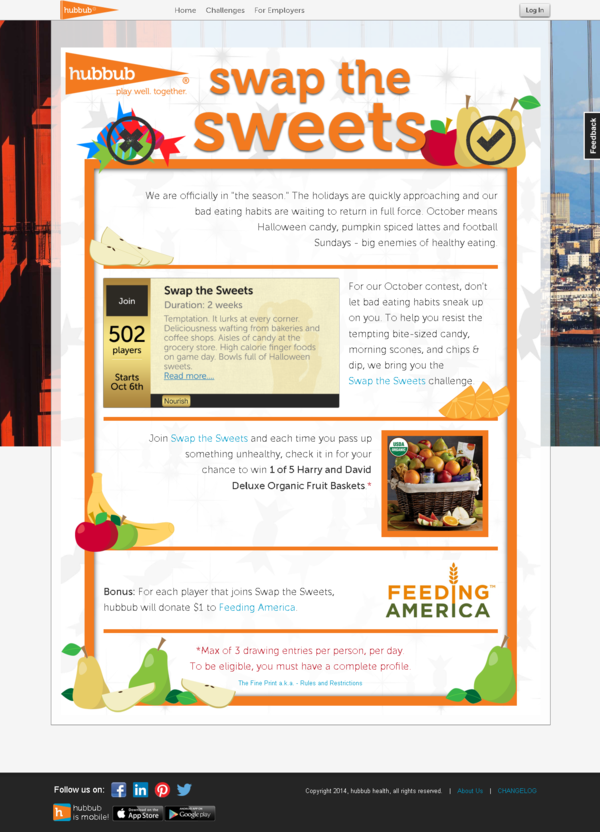 hubbub®
Home
Challenges
For Employers
Log In
hubbub®
play well. together.
swap the
sweets
Feedback
We are officially in "the season." The holidays are quickly approaching and our
bad eating habits are waiting to return in full force. October means
Halloween candy, pumpkin spiced lattes and football
Sundays - big enemies of healthy eating.
Join
502
players
Starts
Oct 6th
Swap the Sweets
Duration: 2 weeks
Temptation. It lurks at every corner.
Deliciousness wafting from bakeries and
coffee shops. Aisles of candy at the
grocery store. High calorie finger foods
on game day. Bowls full of Halloween
sweets.
Read more....
Nourish
For our October contest, don't
let bad eating habits sneak up
on you. To help you resist the
tempting bite-sized candy,
morning scones, and chips &
dip, we bring you the
Swap the Sweets challenge.
Join Swap the Sweets and each time you pass up
something unhealthy, check it in for your
chance to win 1 of 5 Harry and David
Deluxe Organic Fruit Baskets.*
USDA
ORGANIC
Bonus: For each player that joins Swap the Sweets,
hubbub will donate $1 to Feeding America.
FEEDING™
AMERICA
*Max of 3 drawing entries per person, per day.
To be eligible, you must have a complete profile.
The Fine Print a.k.a. - Rules and Restrictions
Follow us on:
Copyright 2014, hubbub health, all rights reserved. | About Us | CHANGELOG
hubbub
is mobile!
Download on the
App Store
ANDROID APP ON
Google play